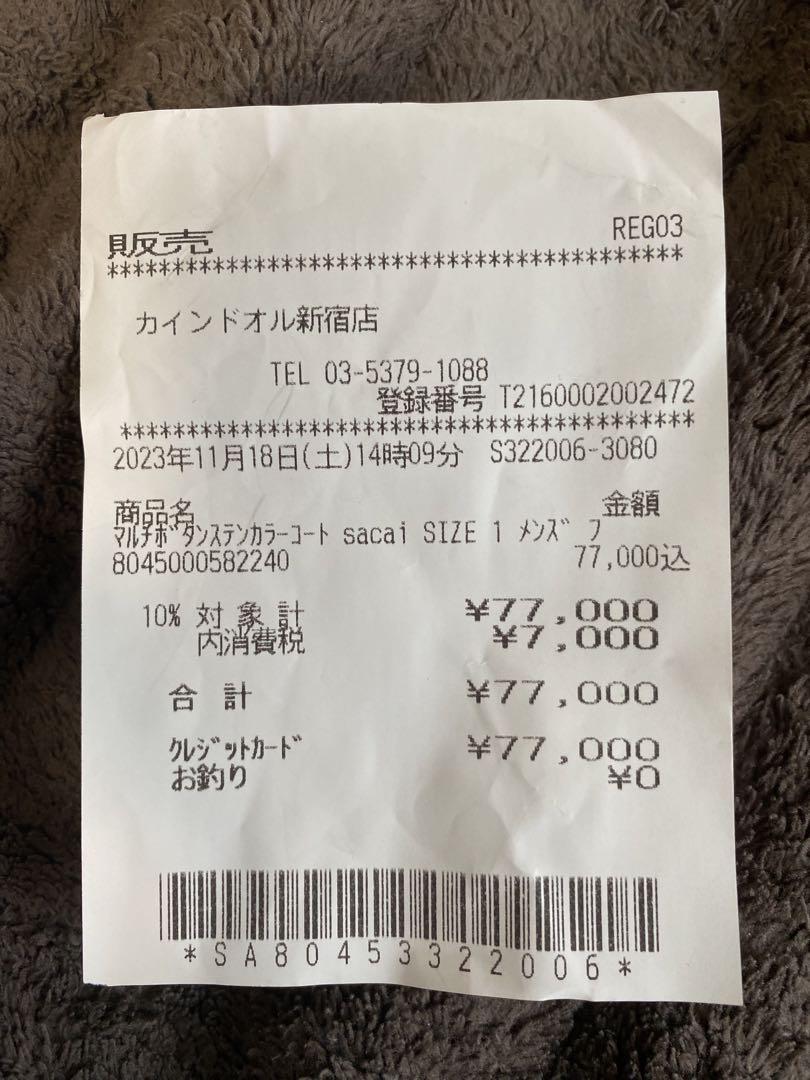 販売 REG03
******************************************
カインドオル新宿店
TEL 03-5379-1088
登録番号 T2160002002472
******************************************
2023年11月18日(土)14時09分 S322006-3080
商品名 金額
ﾏﾙﾁﾎﾞﾀﾝｽﾃﾝｶﾗｰｺｰﾄ sacai SIZE 1 ﾒﾝｽﾞ ﾌ
8045000582240 77,000込
10% 対 象 計 ¥77,000
内消費税 ¥7,000
合 計 ¥77,000
ｸﾚｼﾞｯﾄｶｰﾄﾞ ¥77,000
お釣り ¥0
*SA80453322006*